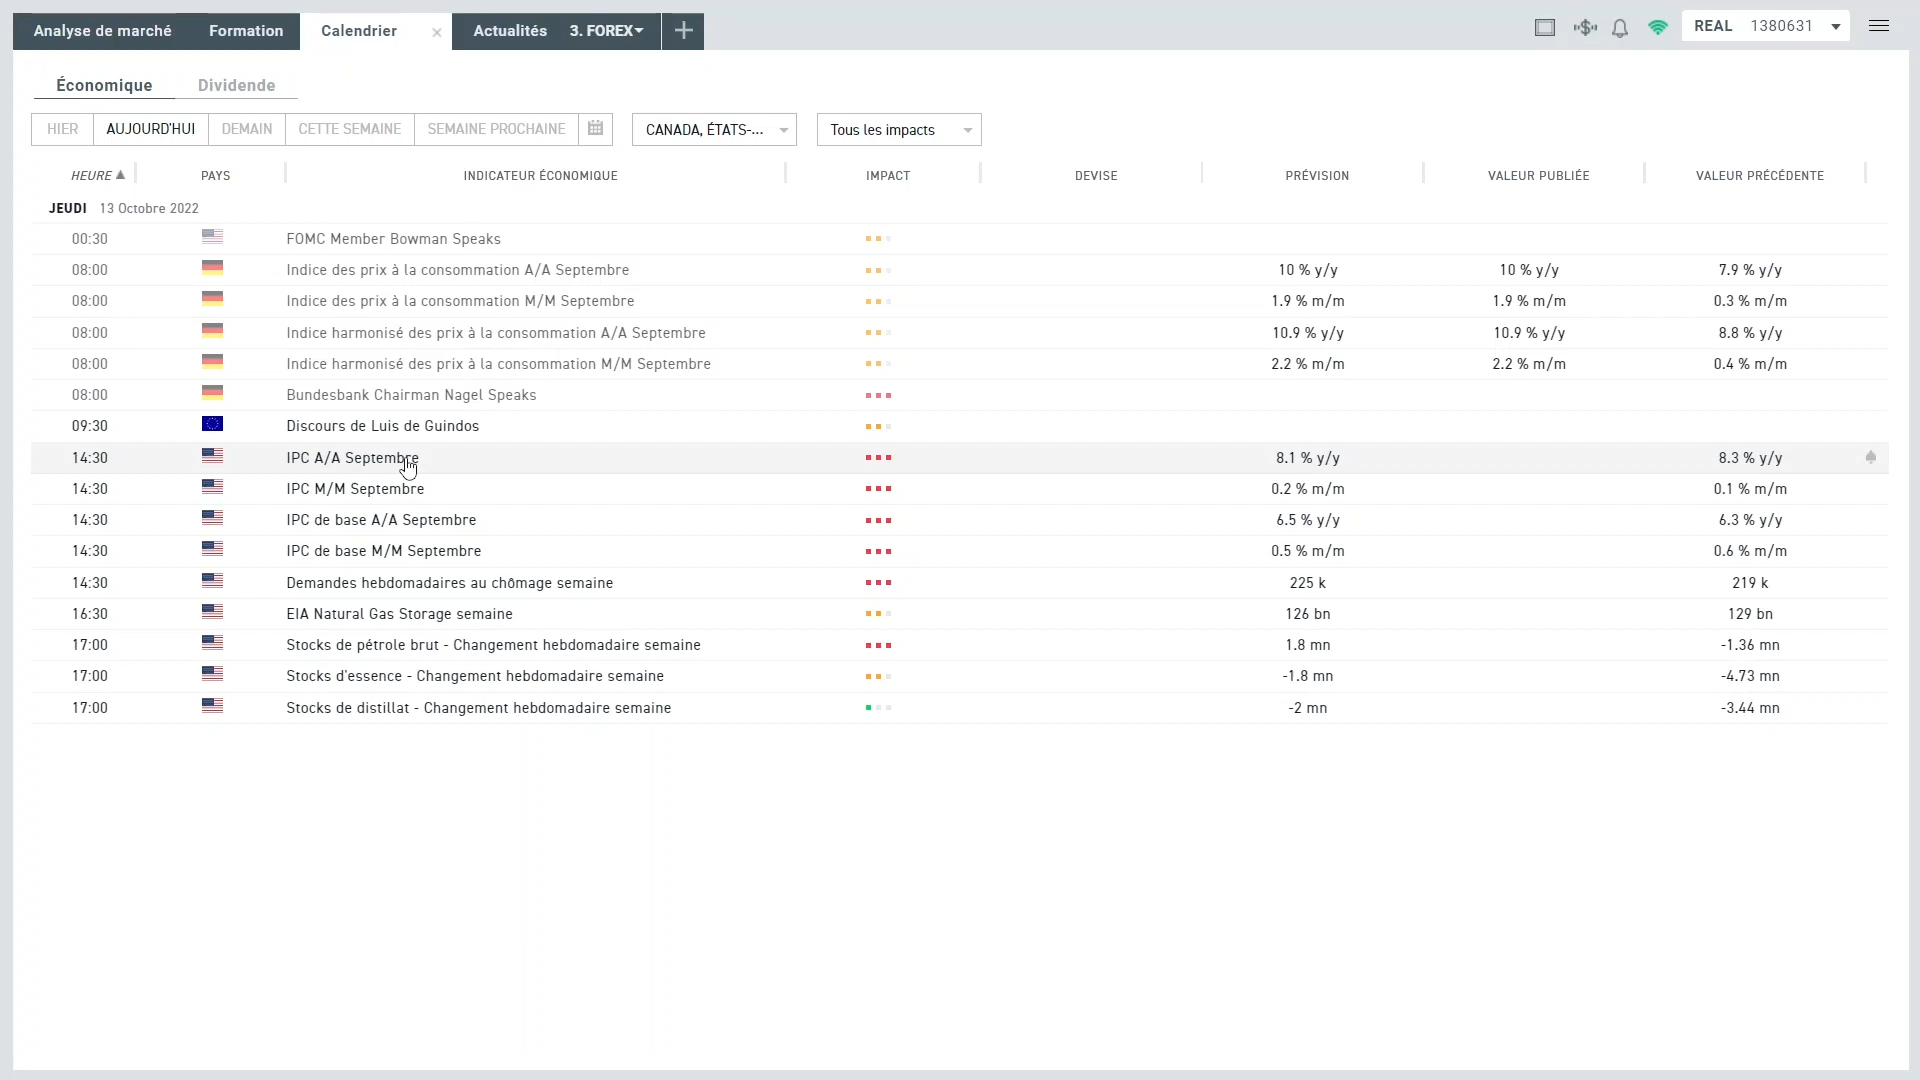 Analyse de marché Formation Calendrier Actualités 3. FOREX REAL 1380631
Économique Dividende
HIER AUJOURD'HUI DEMAIN CETTE SEMAINE SEMAINE PROCHAINE CANADA, ÉTATS-... Tous les impacts
HEURE PAYS INDICATEUR ÉCONOMIQUE IMPACT DEVISE PRÉVISION VALEUR PUBLIÉE VALEUR PRÉCÉDENTE
JEUDI 13 Octobre 2022
00:30 FOMC Member Bowman Speaks
08:00 Indice des prix à la consommation A/A Septembre 10 % y/y 10 % y/y 7.9 % y/y
08:00 Indice des prix à la consommation M/M Septembre 1.9 % m/m 1.9 % m/m 0.3 % m/m
08:00 Indice harmonisé des prix à la consommation A/A Septembre 10.9 % y/y 10.9 % y/y 8.8 % y/y
08:00 Indice harmonisé des prix à la consommation M/M Septembre 2.2 % m/m 2.2 % m/m 0.4 % m/m
08:00 Bundesbank Chairman Nagel Speaks
09:30 Discours de Luis de Guindos
14:30 IPC A/A Septembre 8.1 % y/y 8.3 % y/y
14:30 IPC M/M Septembre 0.2 % m/m 0.1 % m/m
14:30 IPC de base A/A Septembre 6.5 % y/y 6.3 % y/y
14:30 IPC de base M/M Septembre 0.5 % m/m 0.6 % m/m
14:30 Demandes hebdomadaires au chômage semaine 225 k 219 k
16:30 EIA Natural Gas Storage semaine 126 bn 129 bn
17:00 Stocks de pétrole brut - Changement hebdomadaire semaine 1.8 mn -1.36 mn
17:00 Stocks d'essence - Changement hebdomadaire semaine -1.8 mn -4.73 mn
17:00 Stocks de distillat - Changement hebdomadaire semaine -2 mn -3.44 mn